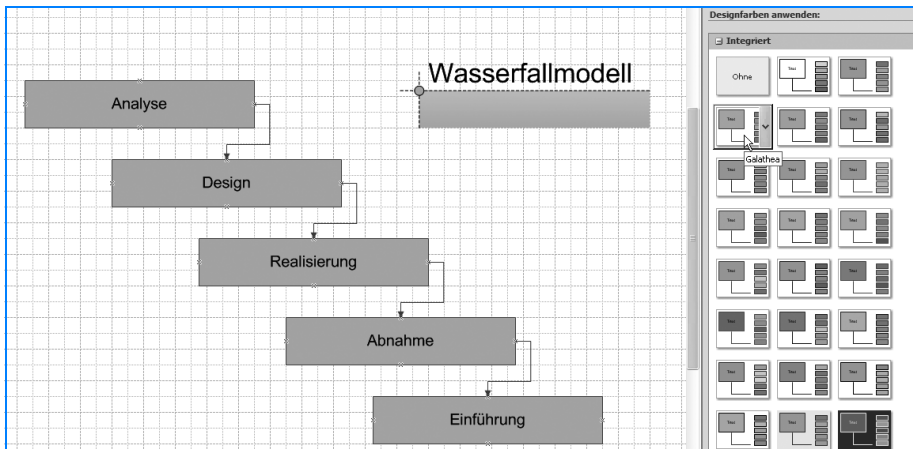 Designfarben anwenden:
Integriert
Wasserfallmodell
Ohne
Analyse
Galathea
Design
Realisierung
Abnahme
Einführung